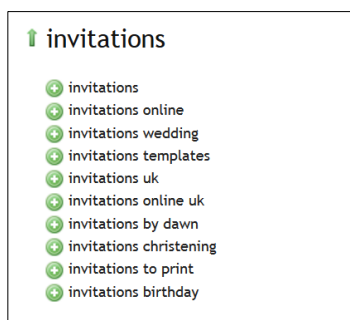 invitations
invitations
invitations online
invitations wedding
invitations templates
invitations uk
invitations online uk
invitations by dawn
invitations christening
invitations to print
invitations birthday